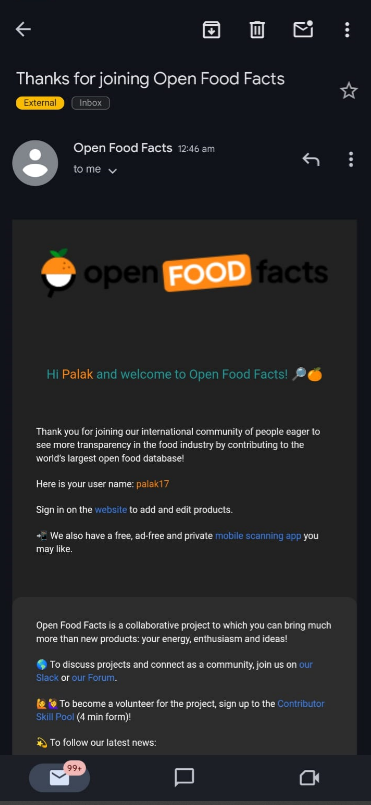 Thanks for joining Open Food Facts
External Inbox
Open Food Facts 12:46 am
to me
open FOOD facts
Hi Palak and welcome to Open Food Facts! 🔎🍊
Thank you for joining our international community of people eager to
see more transparency in the food industry by contributing to the
world's largest open food database!
Here is your user name: palak17
Sign in on the website to add and edit products.
📲 We also have a free, ad-free and private mobile scanning app you
may like.
Open Food Facts is a collaborative project to which you can bring much
more than new products: your energy, enthusiasm and ideas!
🌎 To discuss projects and connect as a community, join us on our
Slack or our Forum.
🙋🙋‍♀️ To become a volunteer for the project, sign up to the Contributor
Skill Pool (4 min form)!
💫 To follow our latest news:
99+